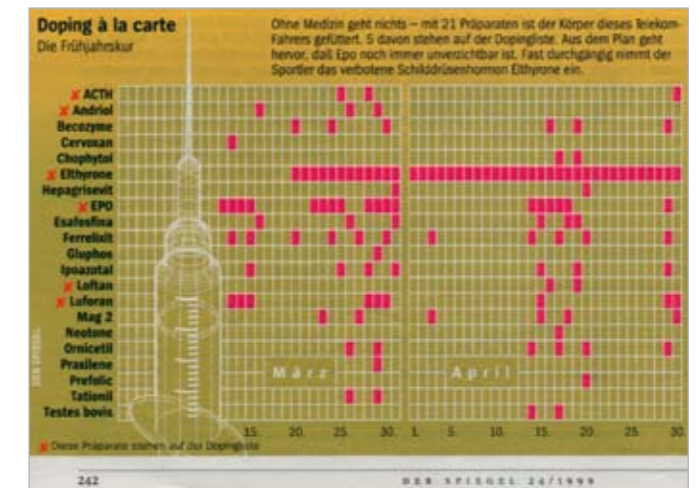 Doping à la carte
Die Frühjahrskur
Ohne Medizin geht nichts – mit 21 Präparaten ist der Körper dieses Telekom-
Fahrers gefüttert. 5 davon stehen auf der Dopingliste. Aus dem Plan geht
hervor, daß Epo noch immer unverzichtbar ist. Fast durchgängig nimmt der
Sportler das verbotene Schilddrüsenhormon Elthyrone ein.
✘ ACTH
✘ Andriol
Becozyme
Cervoxan
Chophytol
✘ Elthyrone
Hepagrisevit
✘ EPO
Esafosfina
Ferrelixit
Gluphos
Ipoazotal
✘ Loftan
✘ Luforan
Mag 2
Neotone
Ornicetil
Praxilene
Prefolic
Tationil
Testes bovis
März
April
15. 20. 25. 30. 1. 5. 10. 15. 20. 25. 30.
✘ Diese Präparate stehen auf der Dopingliste
DER SPIEGEL
242
DER SPIEGEL 24/1999